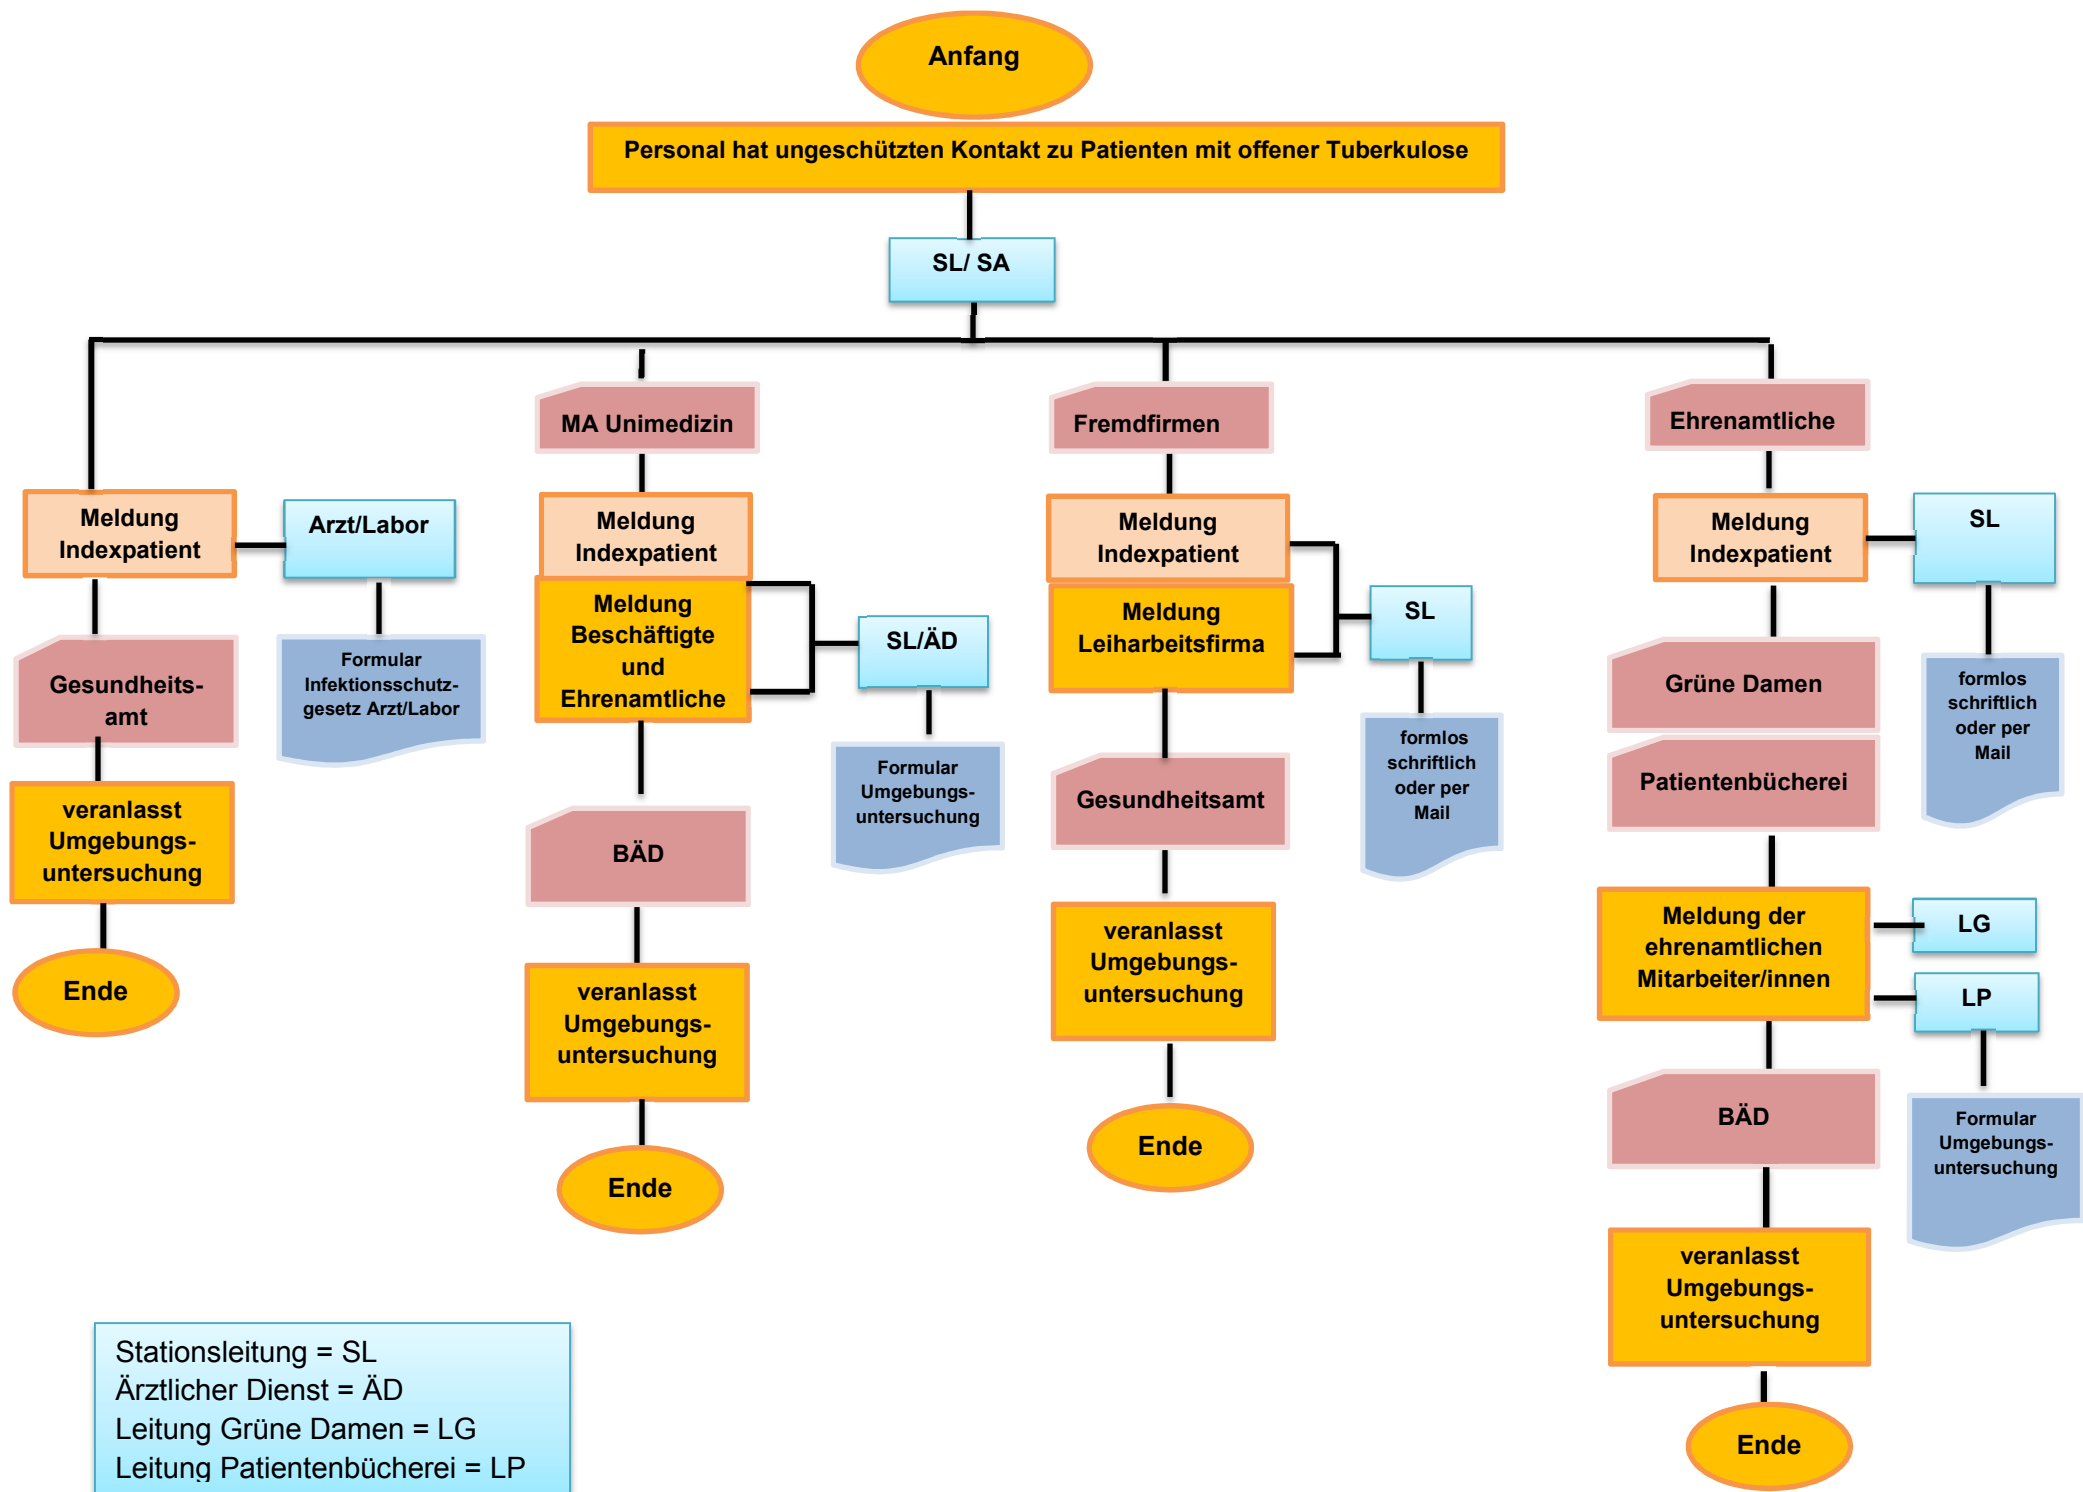 Anfang
Personal hat ungeschützten Kontakt zu Patienten mit offener Tuberkulose
SL/ SA
MA Unimedizin
Fremdfirmen
Ehrenamtliche
Meldung
Indexpatient
Arzt/Labor
Formular
Infektionsschutz-
gesetz Arzt/Labor
Gesundheits-
amt
veranlasst
Umgebungs-
untersuchung
Ende
Meldung
Indexpatient
Meldung
Beschäftigte
und
Ehrenamtliche
SL/ÄD
Formular
Umgebungs-
untersuchung
BÄD
veranlasst
Umgebungs-
untersuchung
Ende
Meldung
Indexpatient
Meldung
Leiharbeitsfirma
SL
formlos
schriftlich
oder per
Mail
Gesundheitsamt
veranlasst
Umgebungs-
untersuchung
Ende
Meldung
Indexpatient
SL
formlos
schriftlich
oder per
Mail
Grüne Damen
Patientenbücherei
Meldung der
ehrenamtlichen
Mitarbeiter/innen
LG
LP
Formular
Umgebungs-
untersuchung
BÄD
veranlasst
Umgebungs-
untersuchung
Ende
Stationsleitung = SL
Ärztlicher Dienst = ÄD
Leitung Grüne Damen = LG
Leitung Patientenbücherei = LP